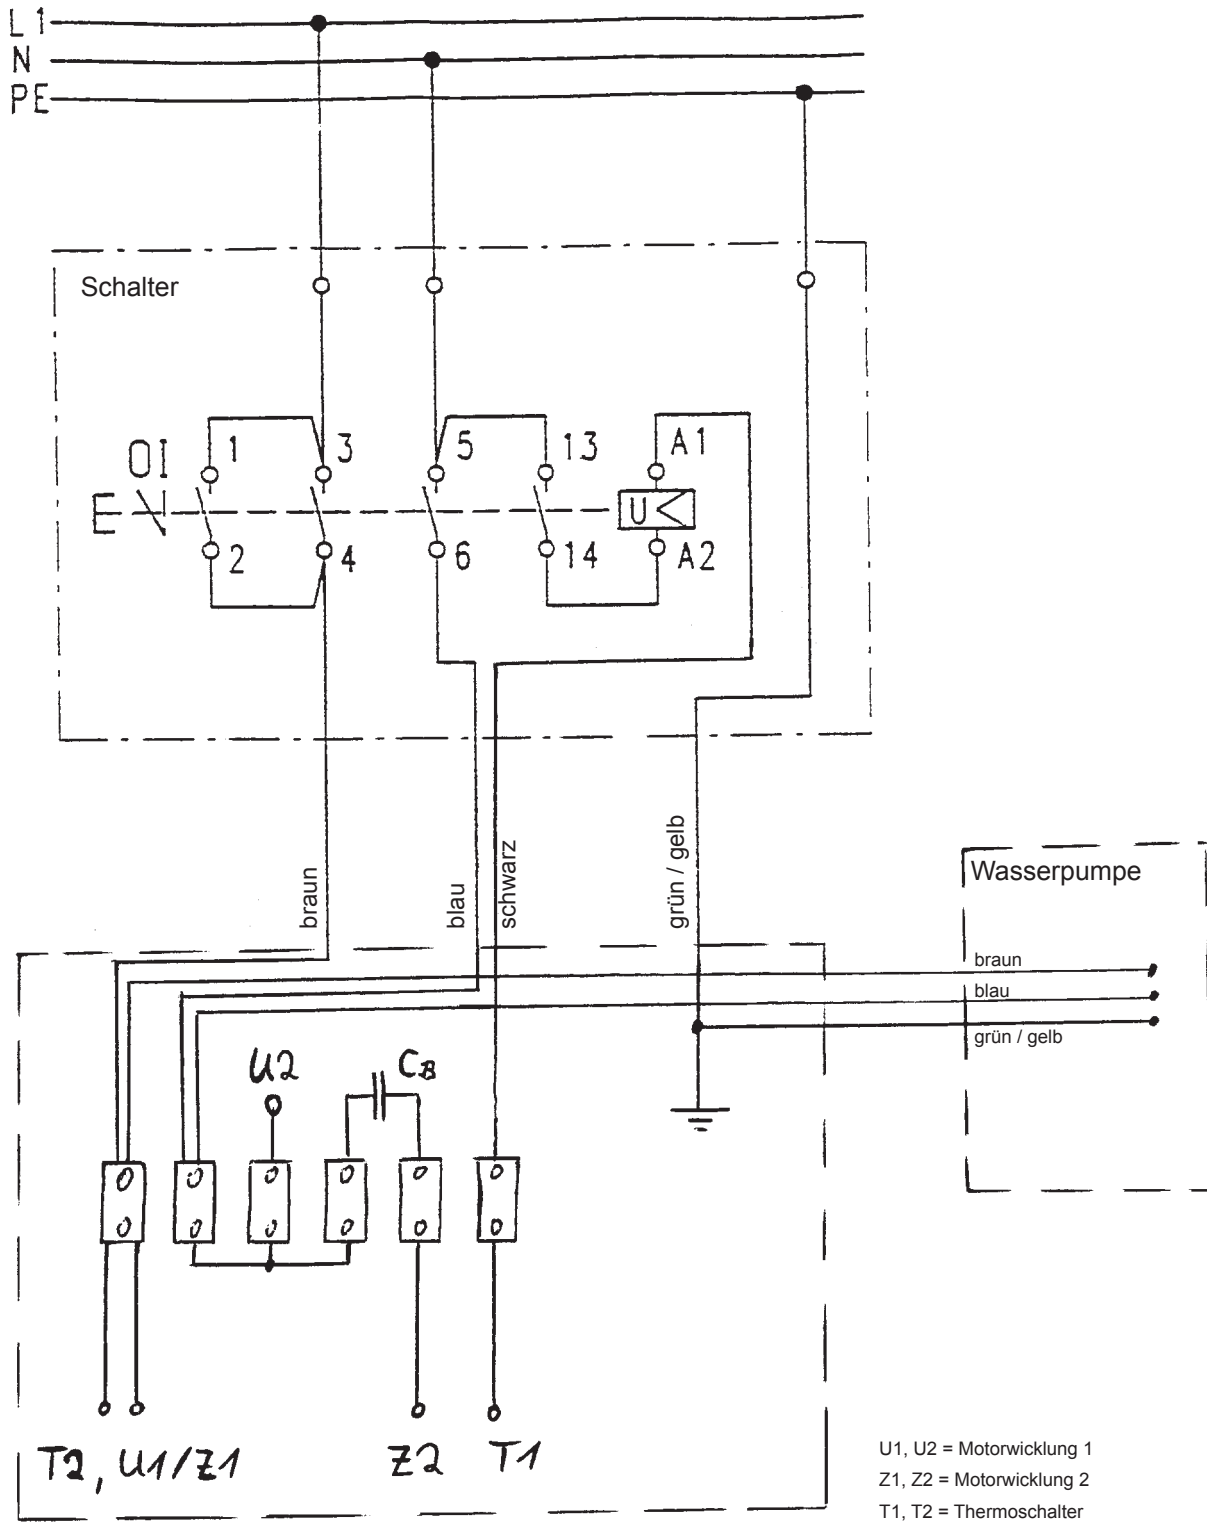 L1
N
PE
Schalter
0 I
1
3
5
13
A1
E
U <
2
4
6
14
A2
braun
blau
schwarz
grün / gelb
Wasserpumpe
braun
blau
grün / gelb
U2
CB
T2, U1/Z1
Z2
T1
U1, U2 = Motorwicklung 1
Z1, Z2 = Motorwicklung 2
T1, T2 = Thermoschalter